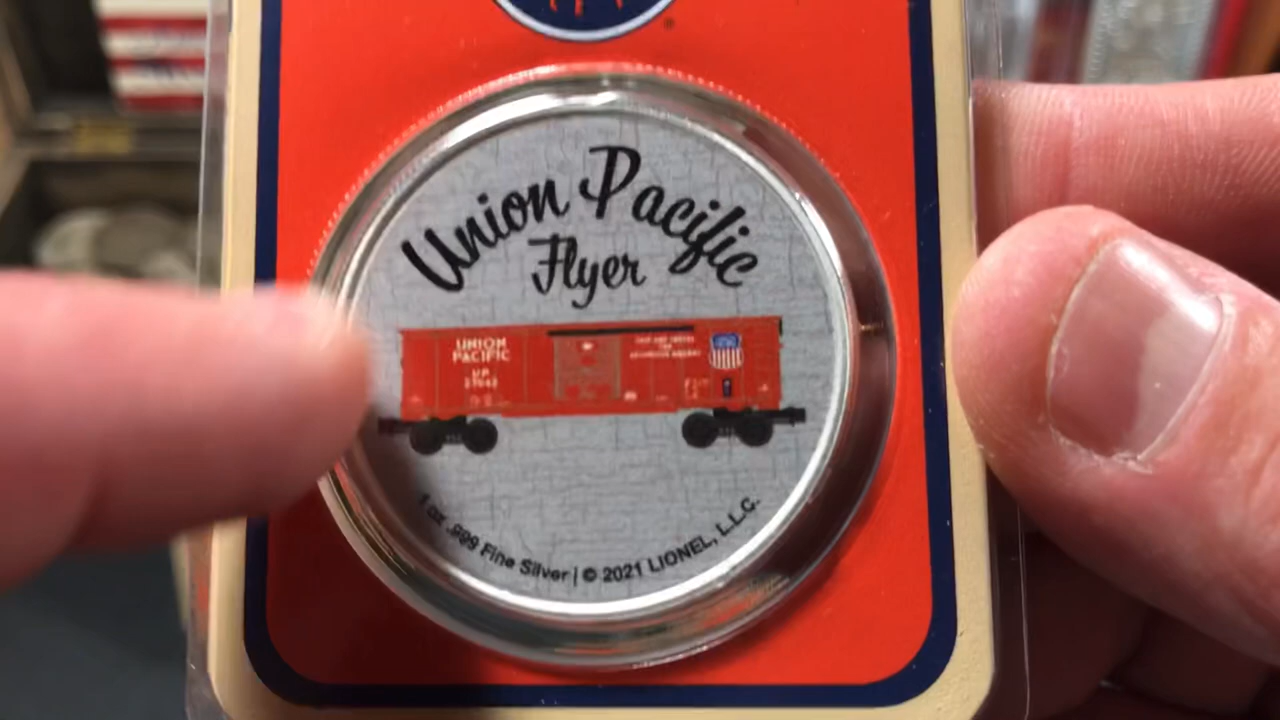 ®
Union Pacific
Flyer
UNION
PACIFIC
UP
1 oz .999 Fine Silver | © 2021 LIONEL, L.L.C.